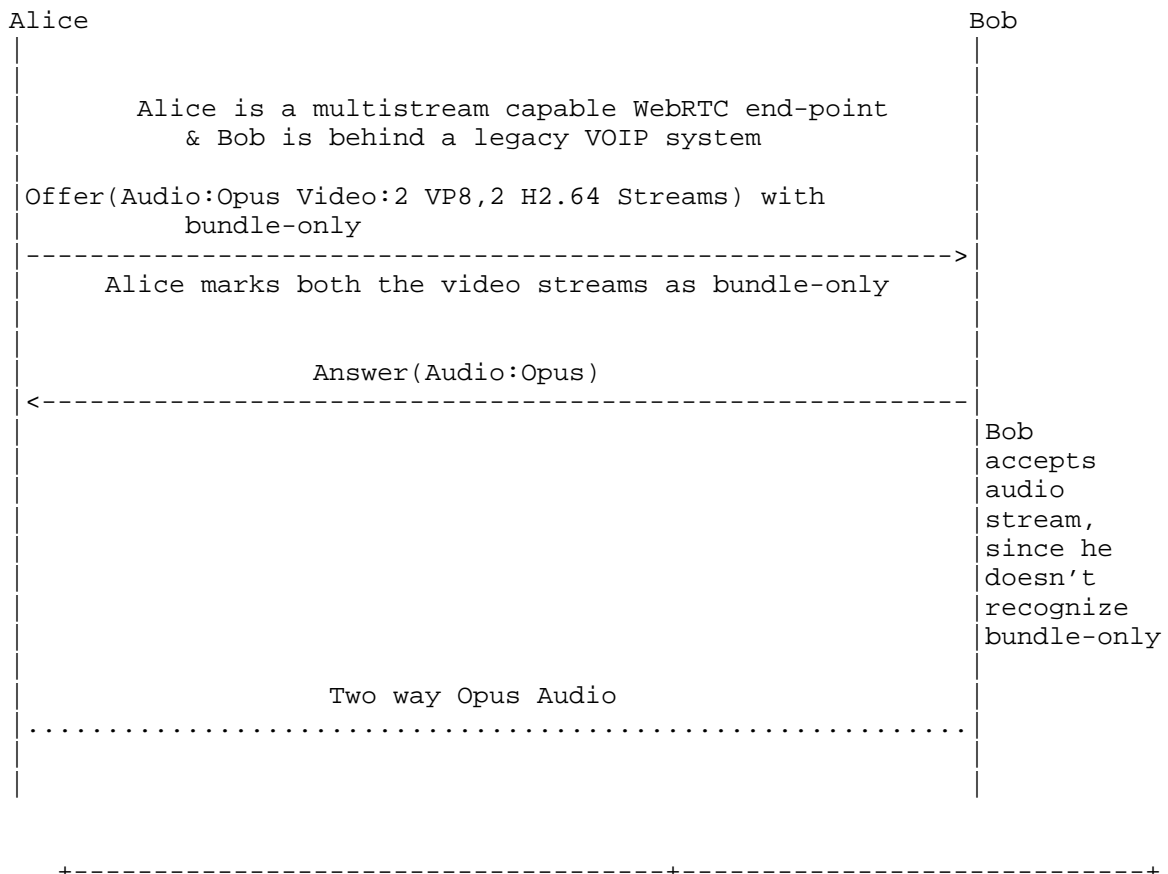 Alice Bob
Alice is a multistream capable WebRTC end-point
& Bob is behind a legacy VOIP system
Offer(Audio:Opus Video:2 VP8,2 H2.64 Streams) with
bundle-only
Alice marks both the video streams as bundle-only
Answer(Audio:Opus)
Bob
accepts
audio
stream,
since he
doesn't
recognize
bundle-only
Two way Opus Audio